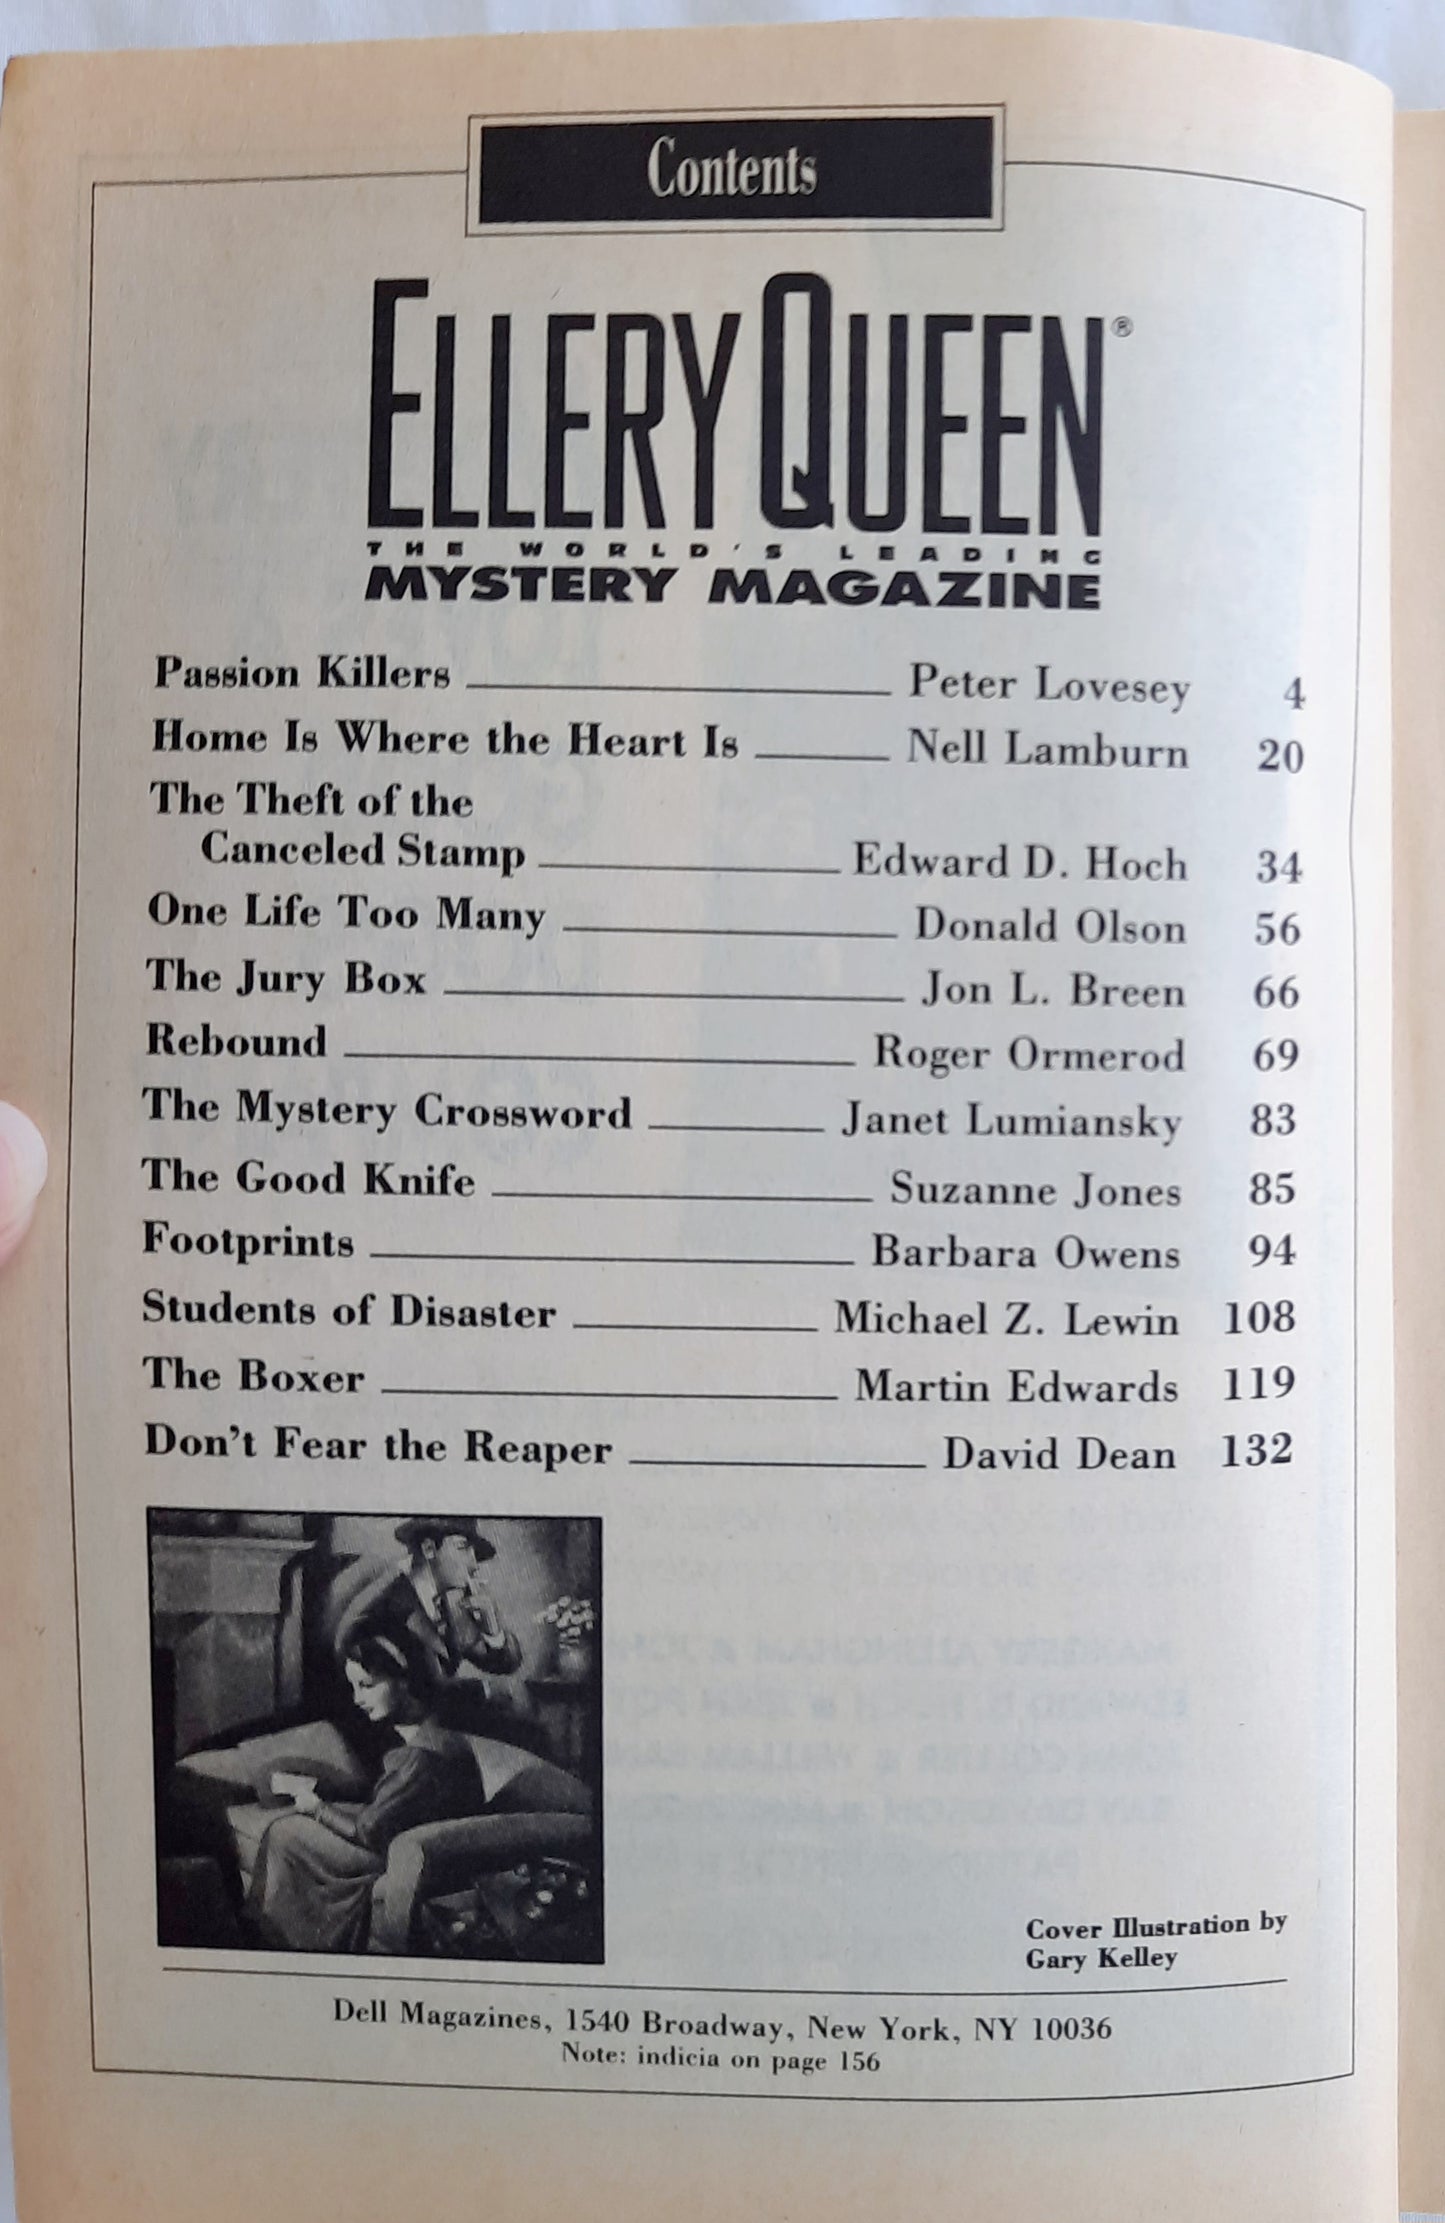 Contents
ELLERY QUEEN®
THE WORLD'S LEADING
MYSTERY MAGAZINE
Passion Killers Peter Lovesey 4
Home Is Where the Heart Is Nell Lamburn 20
The Theft of the
Canceled Stamp Edward D. Hoch 34
One Life Too Many Donald Olson 56
The Jury Box Jon L. Breen 66
Rebound Roger Ormerod 69
The Mystery Crossword Janet Lumiansky 83
The Good Knife Suzanne Jones 85
Footprints Barbara Owens 94
Students of Disaster Michael Z. Lewin 108
The Boxer Martin Edwards 119
Don't Fear the Reaper David Dean 132
Cover Illustration by
Gary Kelley
Dell Magazines, 1540 Broadway, New York, NY 10036
Note: indicia on page 156